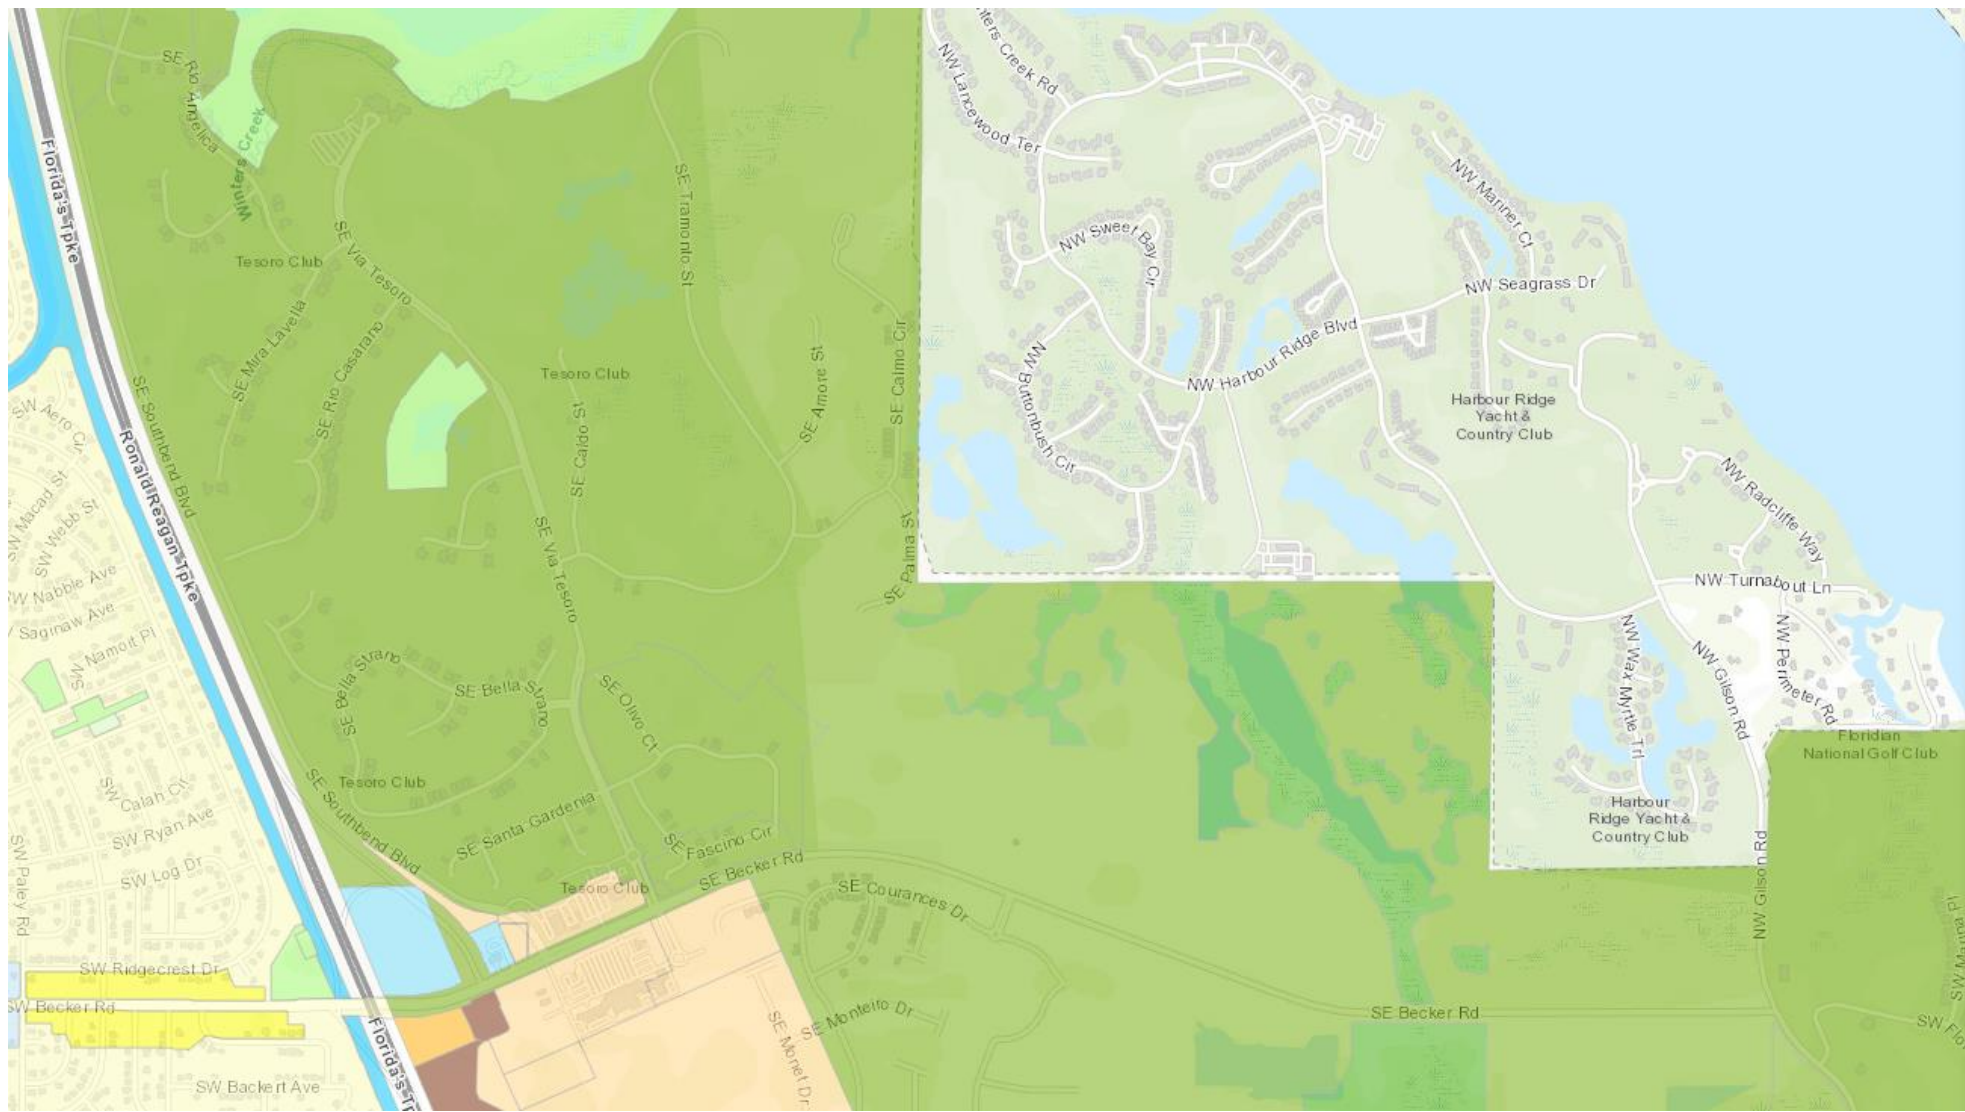 SE Rio Angelica
Winters Creek
Florida's Tpke
NW Lancewood Ter
Creek Rd
SE Tramonto St
NW Mariner Ct
NW Sweet Bay Cir
SE Via Tesoro
Tesoro Club
NW Seagrass Dr
SE Mira Lavella
SE Rio Casarano
SE Calmo Cir
SE Amore St
NW Harbour Ridge Blvd
NW Buttonbush Cir
Tesoro Club
SE Caldo St
Harbour Ridge
Yacht &
Country Club
SE Southbend Blvd
SW Aero Cir
Ronald Reagan Tpke
SW Macad St
SW Webb St
NW Radcliffe Way
SE Via Tesoro
SE Palma St
SW Nabble Ave
Saginaw Ave
SW Namoit Pl
NW Turnabout Ln
NW Perimeter Rd
NW Wax Myrtle Trl
NW Gilson Rd
SE Bella Strano
SE Bella Strano
SE Olivo Ct
Floridian
National Golf Club
Tesoro Club
SE Southbend Blvd
SW Calah Cir
SW Ryan Ave
SW Log Dr
SW Paley Rd
SE Santa Gardenia
SE Fascino Cir
Harbour
Ridge Yacht &
Country Club
Tesoro Club
SE Becker Rd
SE Courances Dr
NW Gilson Rd
SW Ridgecrest Dr
SW Becker Rd
SE Monteito Dr
SE Monet Dr
SE Becker Rd
SW Flo
SW Backert Ave
Florida's Tp